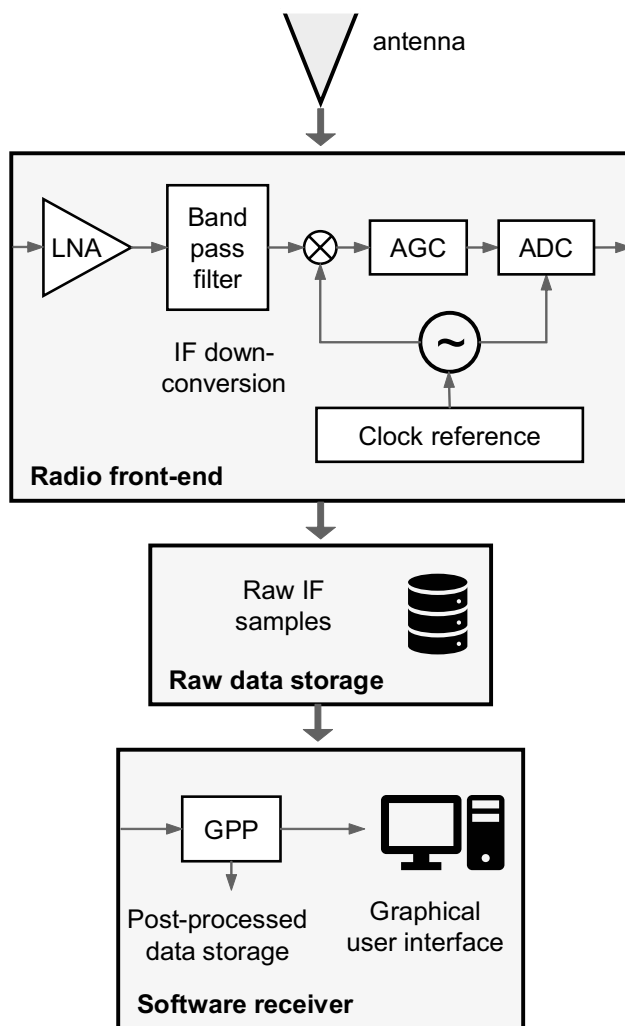 antenna
LNA
Band
pass
filter
AGC
ADC
~
IF down-
conversion
Clock reference
Radio front-end
Raw IF
samples
Raw data storage
GPP
Post-processed
data storage
Graphical
user interface
Software receiver